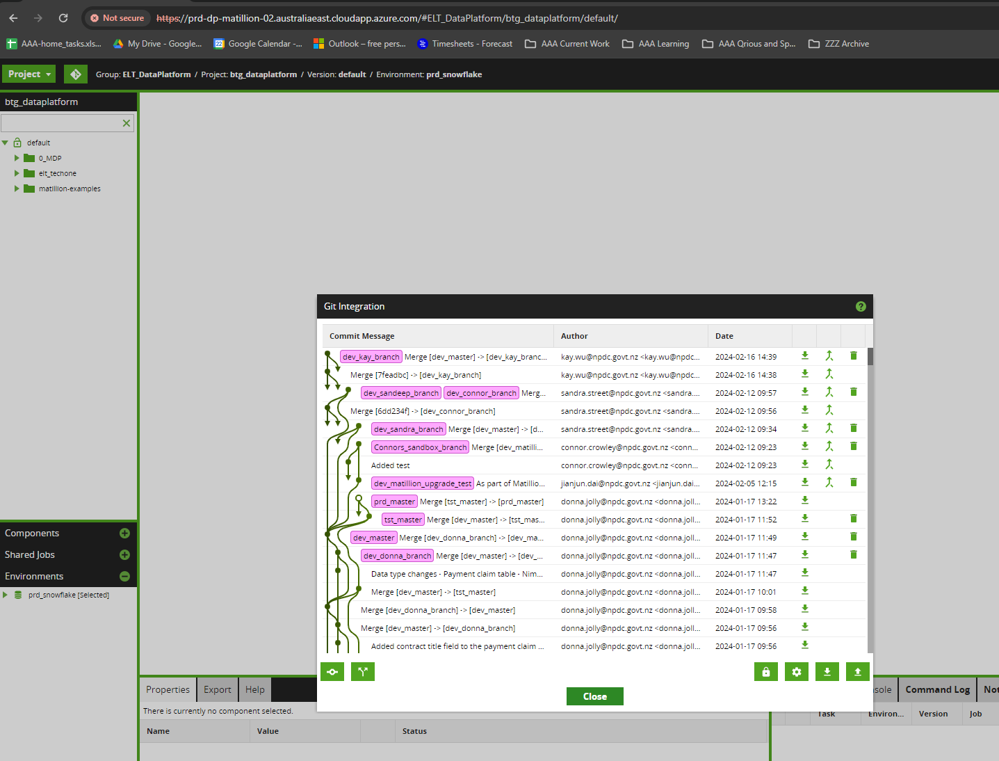 Not secure https://prd-dp-matillion-02.australiaeast.cloudapp.azure.com/#ELT_DataPlatform/btg_dataplatform/default/
AAA-home_tasks.xls... My Drive - Google... Google Calendar -... Outlook – free pers... Timesheets - Forecast AAA Current Work AAA Learning AAA Qrious and Sp... ZZZ Archive
Project Group: ELT_DataPlatform / Project: btg_dataplatform / Version: default / Environment: prd_snowflake
btg_dataplatform
default
0_MDP
elt_techone
matillion-examples
Components
Shared Jobs
Environments
prd_snowflake [Selected]
Git Integration
Commit Message Author Date
dev_kay_branch Merge [dev_master] -> [dev_kay_branc... kay.wu@npdc.govt.nz <kay.wu@npdc... 2024-02-16 14:39
Merge [7feadbc] -> [dev_kay_branch] kay.wu@npdc.govt.nz <kay.wu@npdc... 2024-02-16 14:38
dev_sandeep_branch dev_connor_branch Merg... sandra.street@npdc.govt.nz <sandra.... 2024-02-12 09:57
Merge [6dd234f] -> [dev_connor_branch] sandra.street@npdc.govt.nz <sandra.... 2024-02-12 09:56
dev_sandra_branch Merge [dev_master] -> [d... sandra.street@npdc.govt.nz <sandra.... 2024-02-12 09:34
Connors_sandbox_branch Merge [dev_matilli... connor.crowley@npdc.govt.nz <conn... 2024-02-12 09:23
Added test connor.crowley@npdc.govt.nz <conn... 2024-02-12 09:23
dev_matillion_upgrade_test As part of Matillio... jianjun.dai@npdc.govt.nz <jianjun.dai... 2024-02-05 12:15
prd_master Merge [tst_master] -> [prd_master] donna.jolly@npdc.govt.nz <donna.joll... 2024-01-17 13:22
tst_master Merge [dev_master] -> [tst_mas... donna.jolly@npdc.govt.nz <donna.joll... 2024-01-17 11:52
dev_master Merge [dev_donna_branch] -> [dev_ma... donna.jolly@npdc.govt.nz <donna.joll... 2024-01-17 11:49
dev_donna_branch Merge [dev_master] -> [dev_... donna.jolly@npdc.govt.nz <donna.joll... 2024-01-17 11:47
Data type changes - Payment claim table - Nim... donna.jolly@npdc.govt.nz <donna.joll... 2024-01-17 11:47
Merge [dev_master] -> [tst_master] donna.jolly@npdc.govt.nz <donna.joll... 2024-01-17 10:01
Merge [dev_donna_branch] -> [dev_master] donna.jolly@npdc.govt.nz <donna.joll... 2024-01-17 09:58
Merge [dev_master] -> [dev_donna_branch] donna.jolly@npdc.govt.nz <donna.joll... 2024-01-17 09:56
Added contract title field to the payment claim ... donna.jolly@npdc.govt.nz <donna.joll... 2024-01-17 09:56
Close
Properties Export Help
There is currently no component selected.
Name Value Status
sole Command Log Not
Task Environ... Version Job